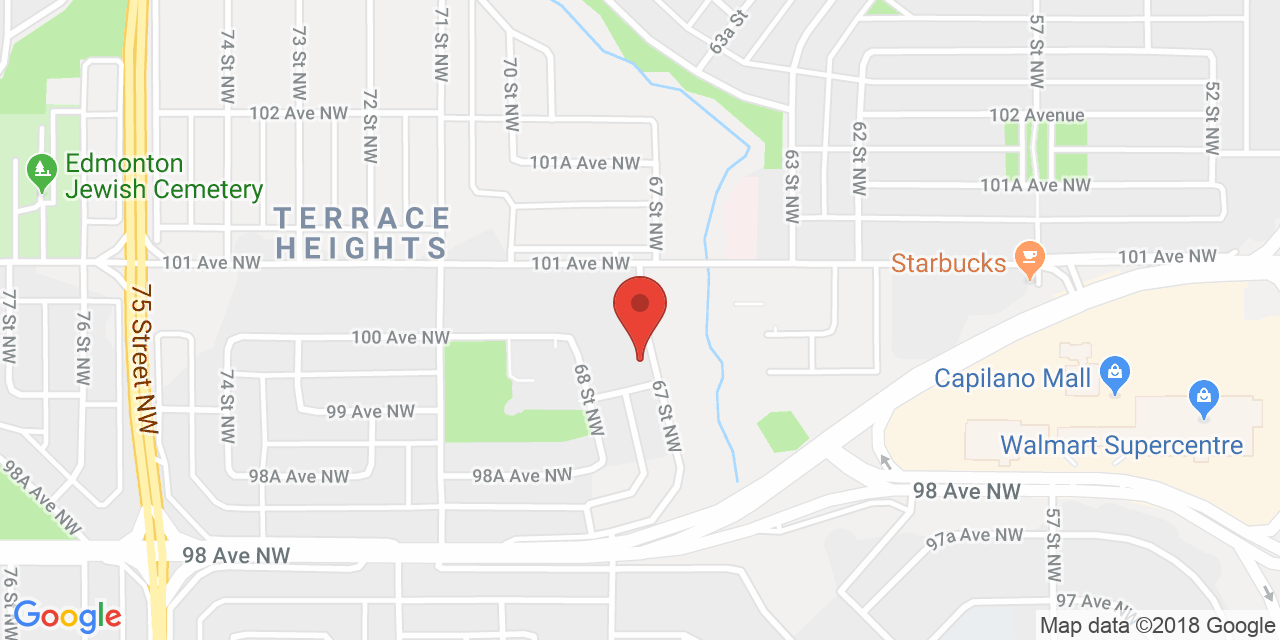 71 St NW
63a St
57 St NW
74 St NW
73 St NW
70 St NW
72 St NW
52 St NW
102 Ave NW
102 Avenue
62 St NW
Edmonton
Jewish Cemetery
101A Ave NW
63 St NW
101A Ave NW
67 St NW
TERRACE
HEIGHTS
101 Ave NW
101 Ave NW
Starbucks
101 Ave NW
77 St NW
76 St NW
75 Street NW
100 Ave NW
74 St NW
68 St NW
67 St NW
Capilano Mall
99 Ave NW
Walmart Supercentre
98A Ave NW
98A Ave NW
98A Ave NW
98 Ave NW
57 St NW
98 Ave NW
97a Ave NW
76 St NW
97 Ave NW
Google
Map data ©2018 Google